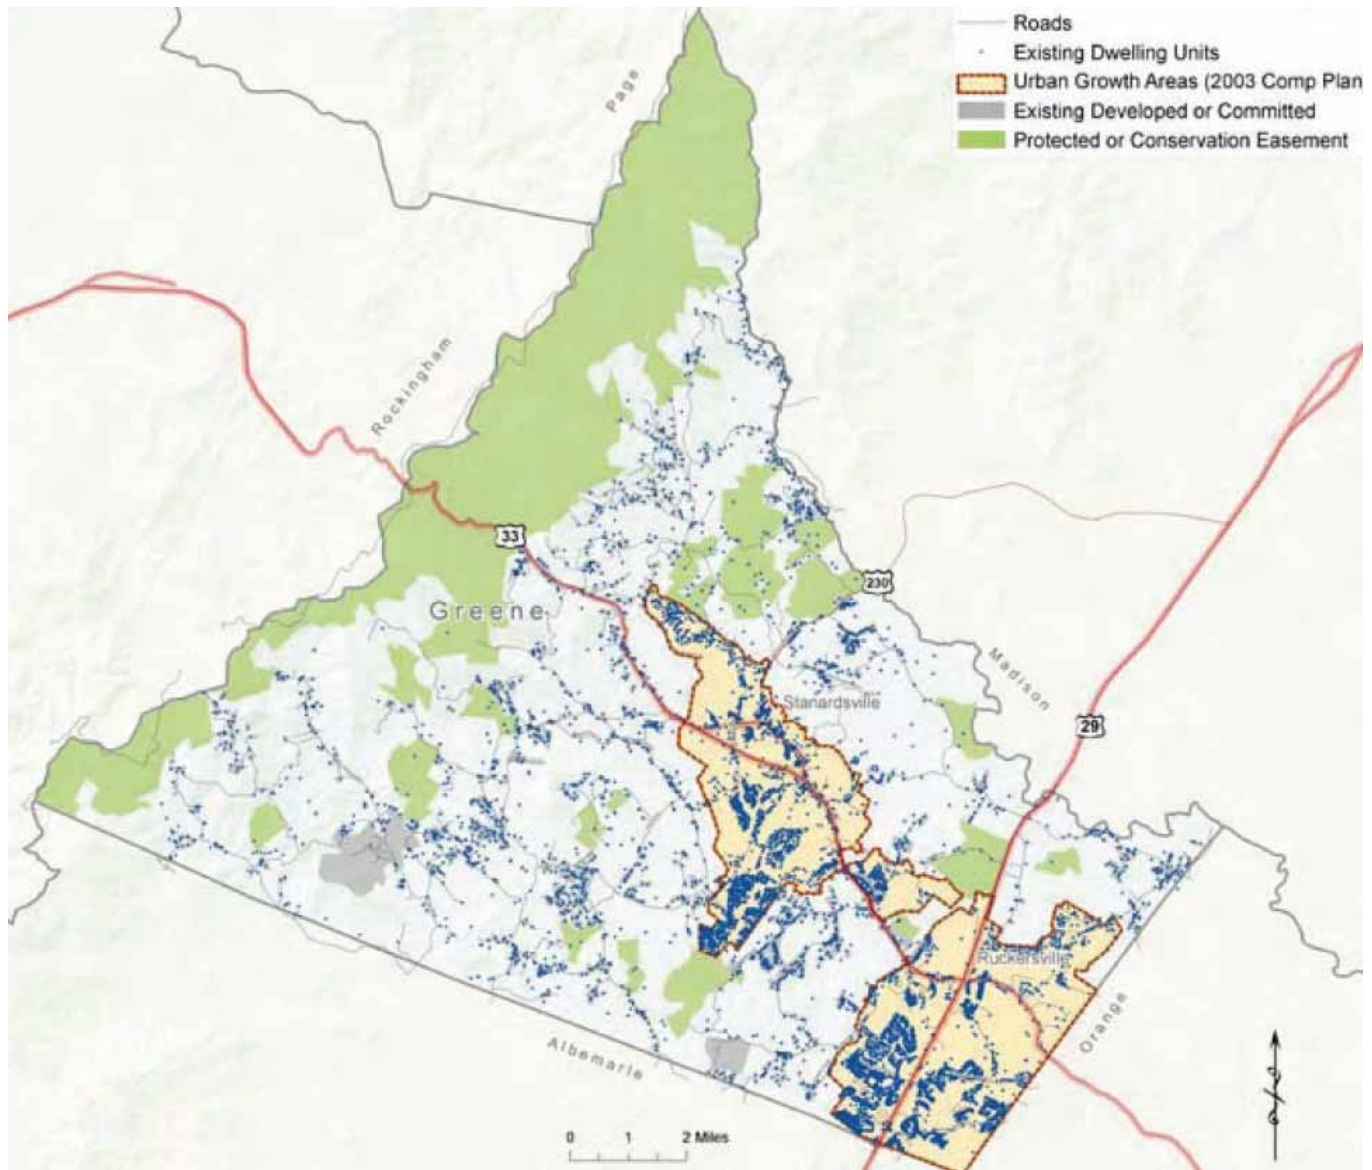 Roads
Existing Dwelling Units
Urban Growth Areas (2003 Comp Plan
Existing Developed or Committed
Protected or Conservation Easement
Page
Rockingham
33
230
Greene
Madison
Stanardsville
29
Ruckersville
Orange
Albemarle
0 1 2 Miles